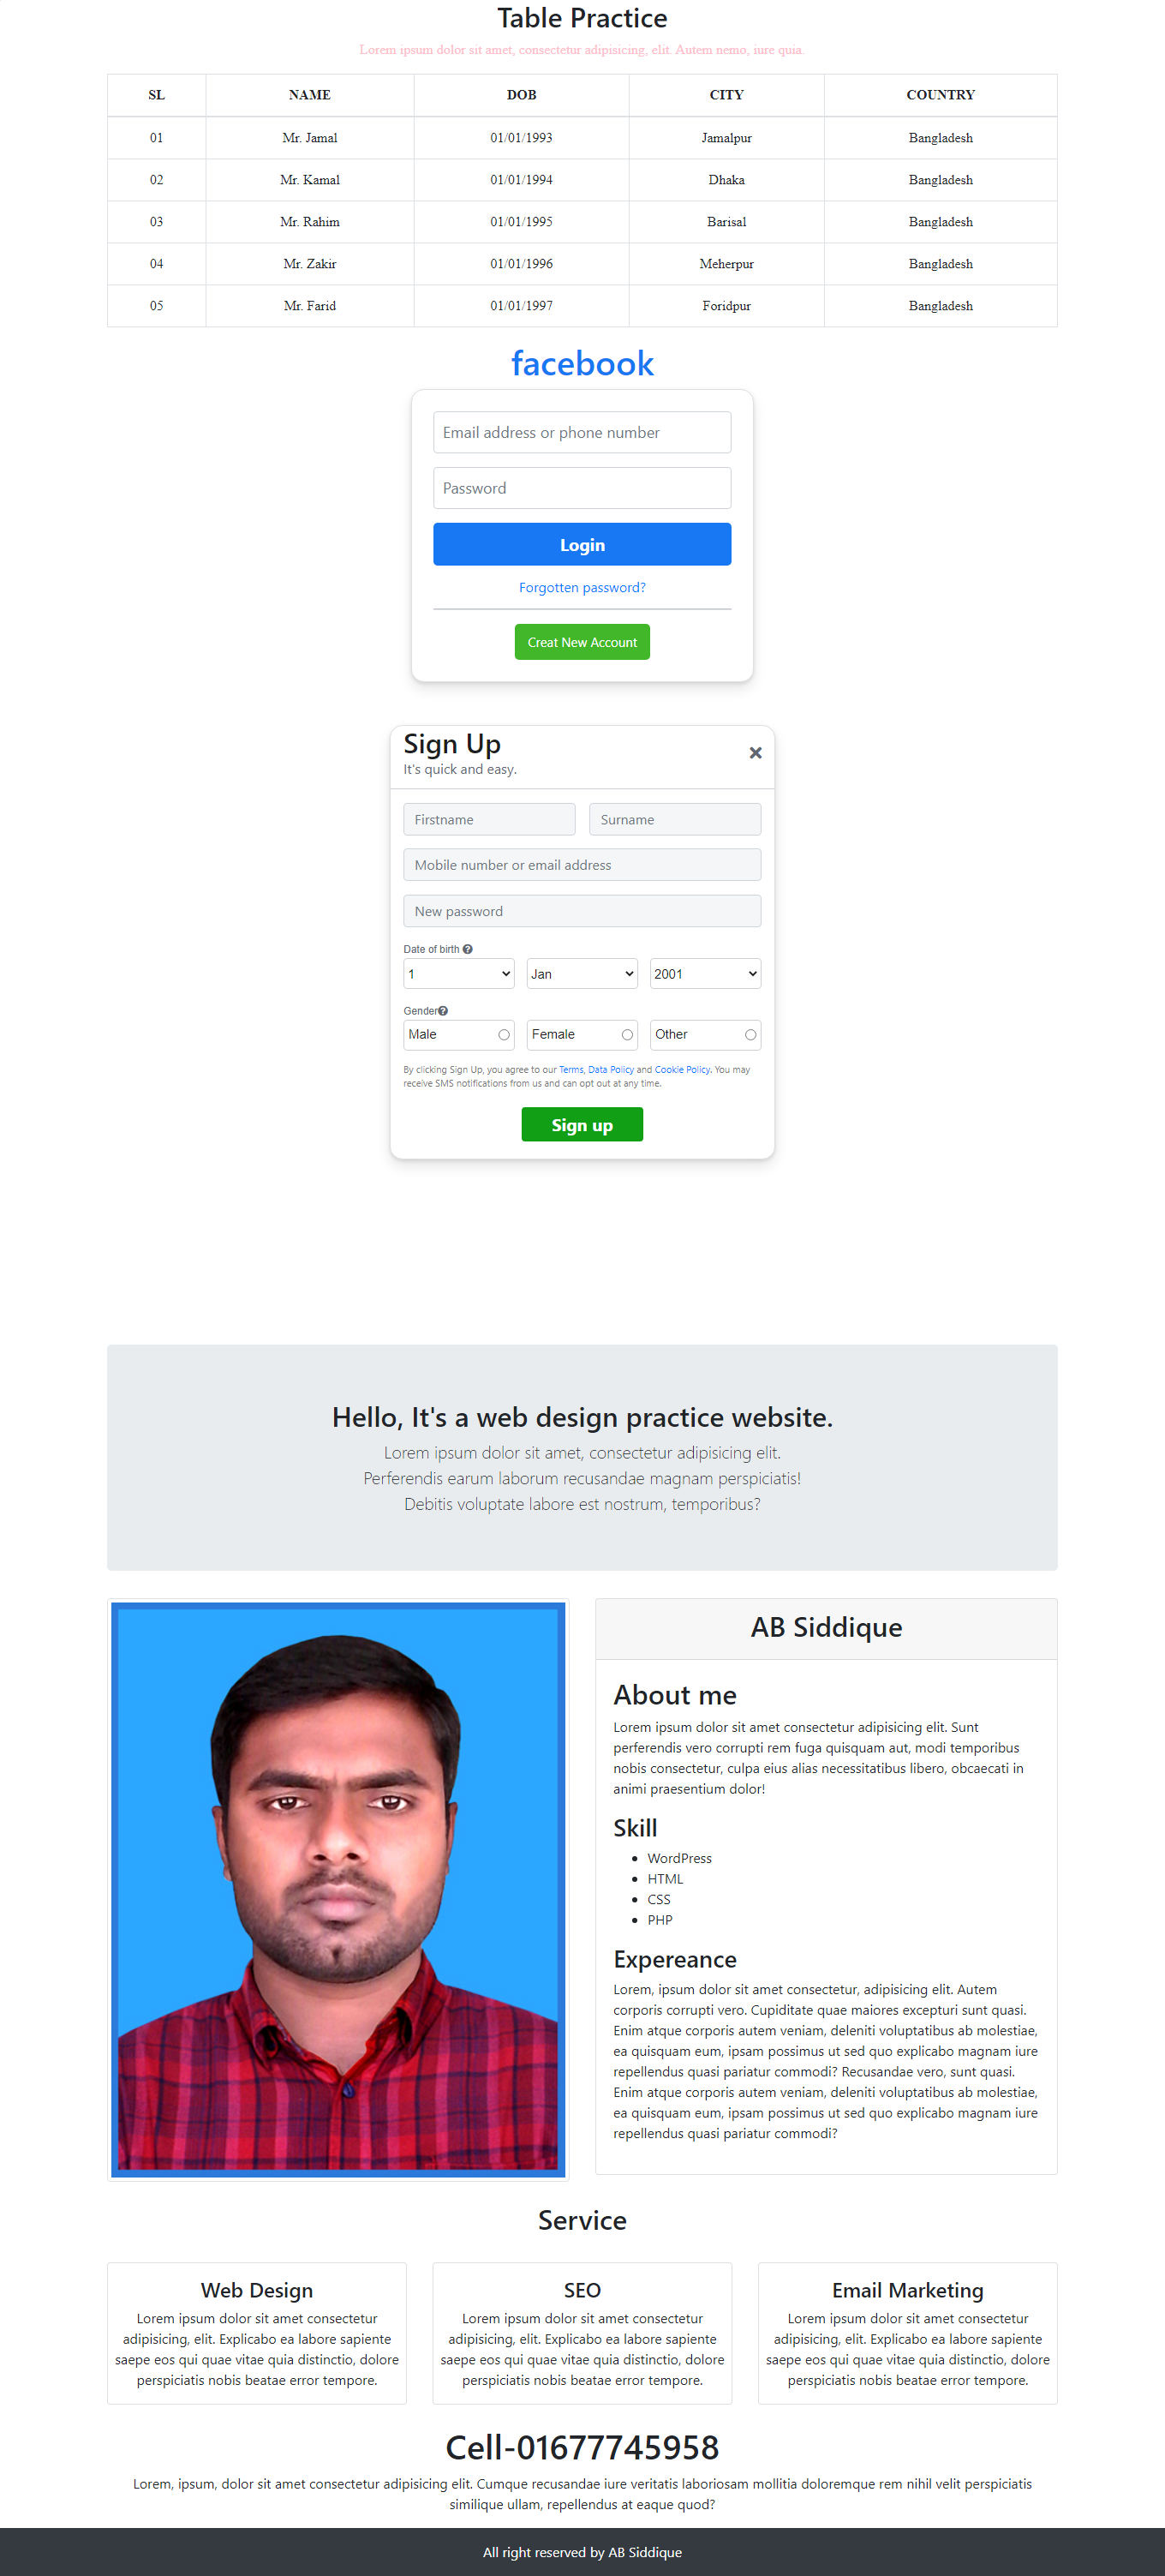 Table Practice
Lorem ipsum dolor sit amet, consectetur adipisicing, elit. Autem nemo, iure quia.
SL NAME DOB CITY COUNTRY
01 Mr. Jamal 01/01/1993 Jamalpur Bangladesh
02 Mr. Kamal 01/01/1994 Dhaka Bangladesh
03 Mr. Rahim 01/01/1995 Barisal Bangladesh
04 Mr. Zakir 01/01/1996 Meherpur Bangladesh
05 Mr. Farid 01/01/1997 Foridpur Bangladesh
facebook
Email address or phone number
Password
Login
Forgotten password?
Creat New Account
Sign Up
It's quick and easy.
Firstname Surname
Mobile number or email address
New password
Date of birth
1 Jan 2001
Gender
Male Female Other
By clicking Sign Up, you agree to our Terms, Data Policy and Cookie Policy. You may
receive SMS notifications from us and can opt out at any time.
Sign up
Hello, It's a web design practice website.
Lorem ipsum dolor sit amet, consectetur adipisicing elit.
Perferendis earum laborum recusandae magnam perspiciatis!
Debitis voluptate labore est nostrum, temporibus?
AB Siddique
About me
Lorem ipsum dolor sit amet consectetur adipisicing elit. Sunt
perferendis vero corrupti rem fuga quisquam aut, modi temporibus
nobis consectetur, culpa eius alias necessitatibus libero, obcaecati in
animi praesentium dolor!
Skill
WordPress
HTML
CSS
PHP
Expereance
Lorem, ipsum dolor sit amet consectetur, adipisicing elit. Autem
corporis corrupti vero. Cupiditate quae maiores excepturi sunt quasi.
Enim atque corporis autem veniam, deleniti voluptatibus ab molestiae,
ea quisquam eum, ipsam possimus ut sed quo explicabo magnam iure
repellendus quasi pariatur commodi? Recusandae vero, sunt quasi.
Enim atque corporis autem veniam, deleniti voluptatibus ab molestiae,
ea quisquam eum, ipsam possimus ut sed quo explicabo magnam iure
repellendus quasi pariatur commodi?
Service
Web Design
Lorem ipsum dolor sit amet consectetur
adipisicing, elit. Explicabo ea labore sapiente
saepe eos qui quae vitae quia distinctio, dolore
perspiciatis nobis beatae error tempore.
SEO
Lorem ipsum dolor sit amet consectetur
adipisicing, elit. Explicabo ea labore sapiente
saepe eos qui quae vitae quia distinctio, dolore
perspiciatis nobis beatae error tempore.
Email Marketing
Lorem ipsum dolor sit amet consectetur
adipisicing, elit. Explicabo ea labore sapiente
saepe eos qui quae vitae quia distinctio, dolore
perspiciatis nobis beatae error tempore.
Cell-01677745958
Lorem, ipsum, dolor sit amet consectetur adipisicing elit. Cumque recusandae iure veritatis laboriosam mollitia doloremque rem nihil velit perspiciatis
similique ullam, repellendus at eaque quod?
All right reserved by AB Siddique